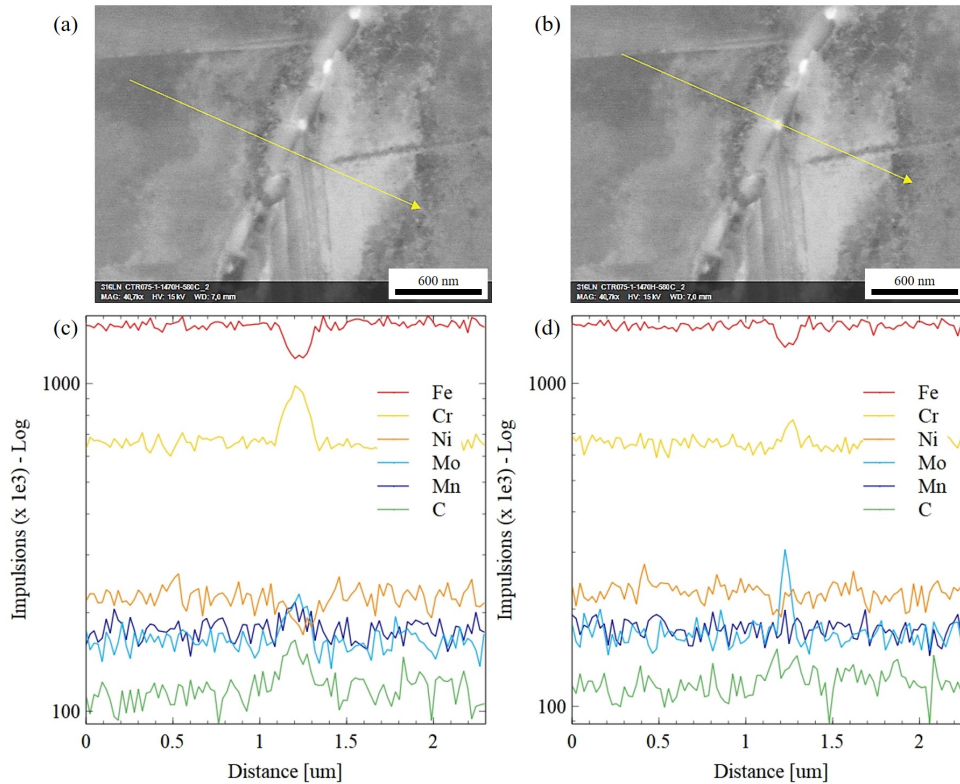 (a)
(b)
600 nm
600 nm
316LN CTR075-1-1470H-580C_2
MAG: 40,7kx HV: 15 kV WD: 7,0 mm
316LN CTR075-1-1470H-580C_2
MAG: 40,7kx HV: 15 kV WD: 7,0 mm
(c)
(d)
Impulsions (x 1e3) - Log
1000
100
Fe
Cr
Ni
Mo
Mn
C
0 0.5 1 1.5 2
Distance [um]
Impulsions (x 1e3) - Log
1000
100
Fe
Cr
Ni
Mo
Mn
C
0 0.5 1 1.5 2
Distance [um]